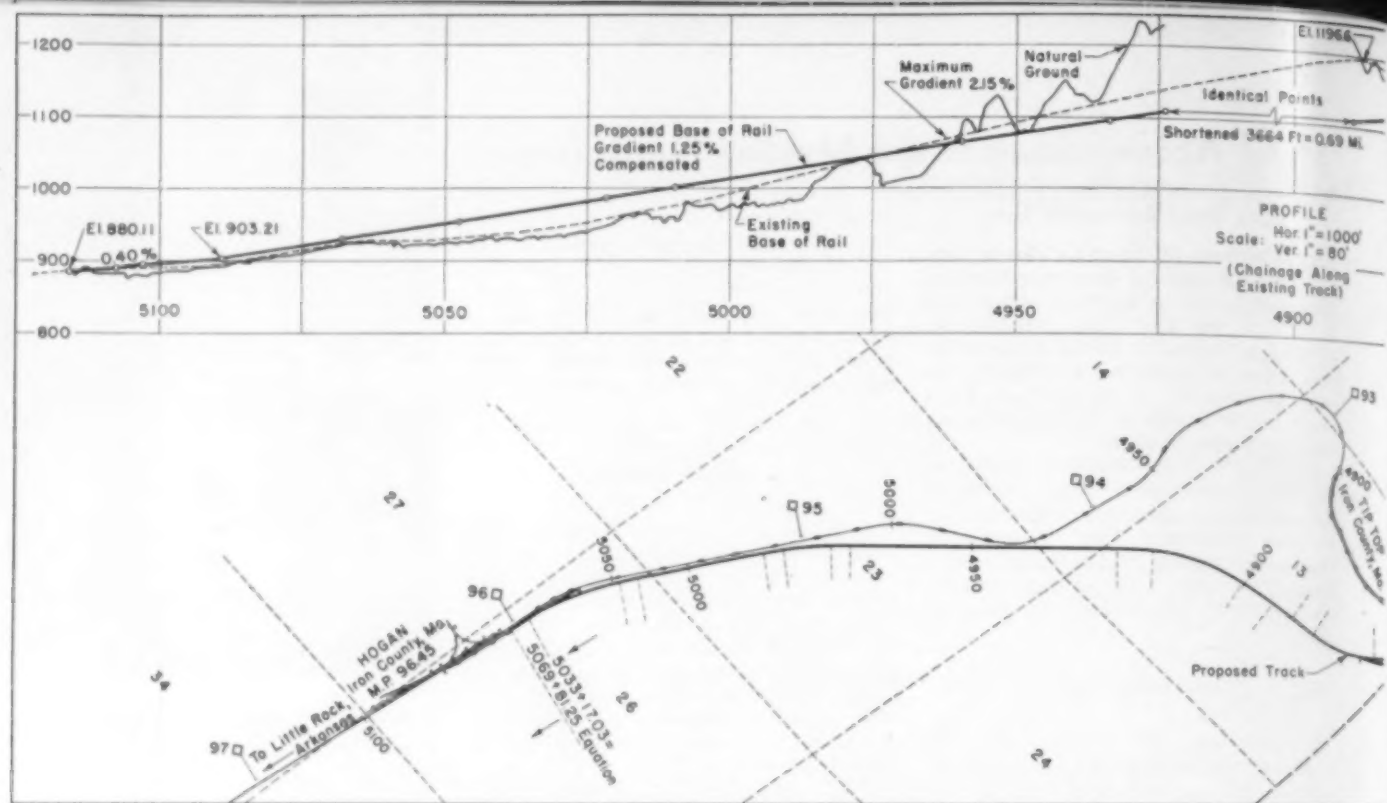 1200
1100
1000
900
800
El. 880.11
0.40%
El. 903.21
Proposed Base of Rail
Gradient 1.25%
Compensated
Existing
Base of Rail
Maximum
Gradient 2.15%
Natural
Ground
El. 1196.6
Identical Points
Shortened 3664 Ft = 0.69 Mi.
PROFILE
Scale: Hor. 1"=1000'
Ver. 1"=80'
(Chainage Along
Existing Track)
5100
5050
5000
4950
4900
22
14
27
34
23
26
13
24
93
94
95
96
97
4950
4900
TIP TOP
Iron County, Mo.
5000
5050
5000
4950
4900
HOGAN
Iron County, Mo.
M.P. 96.45
To Little Rock,
Arkansas
5100
5033+17.03=
5069+81.25 Equation
Proposed Track